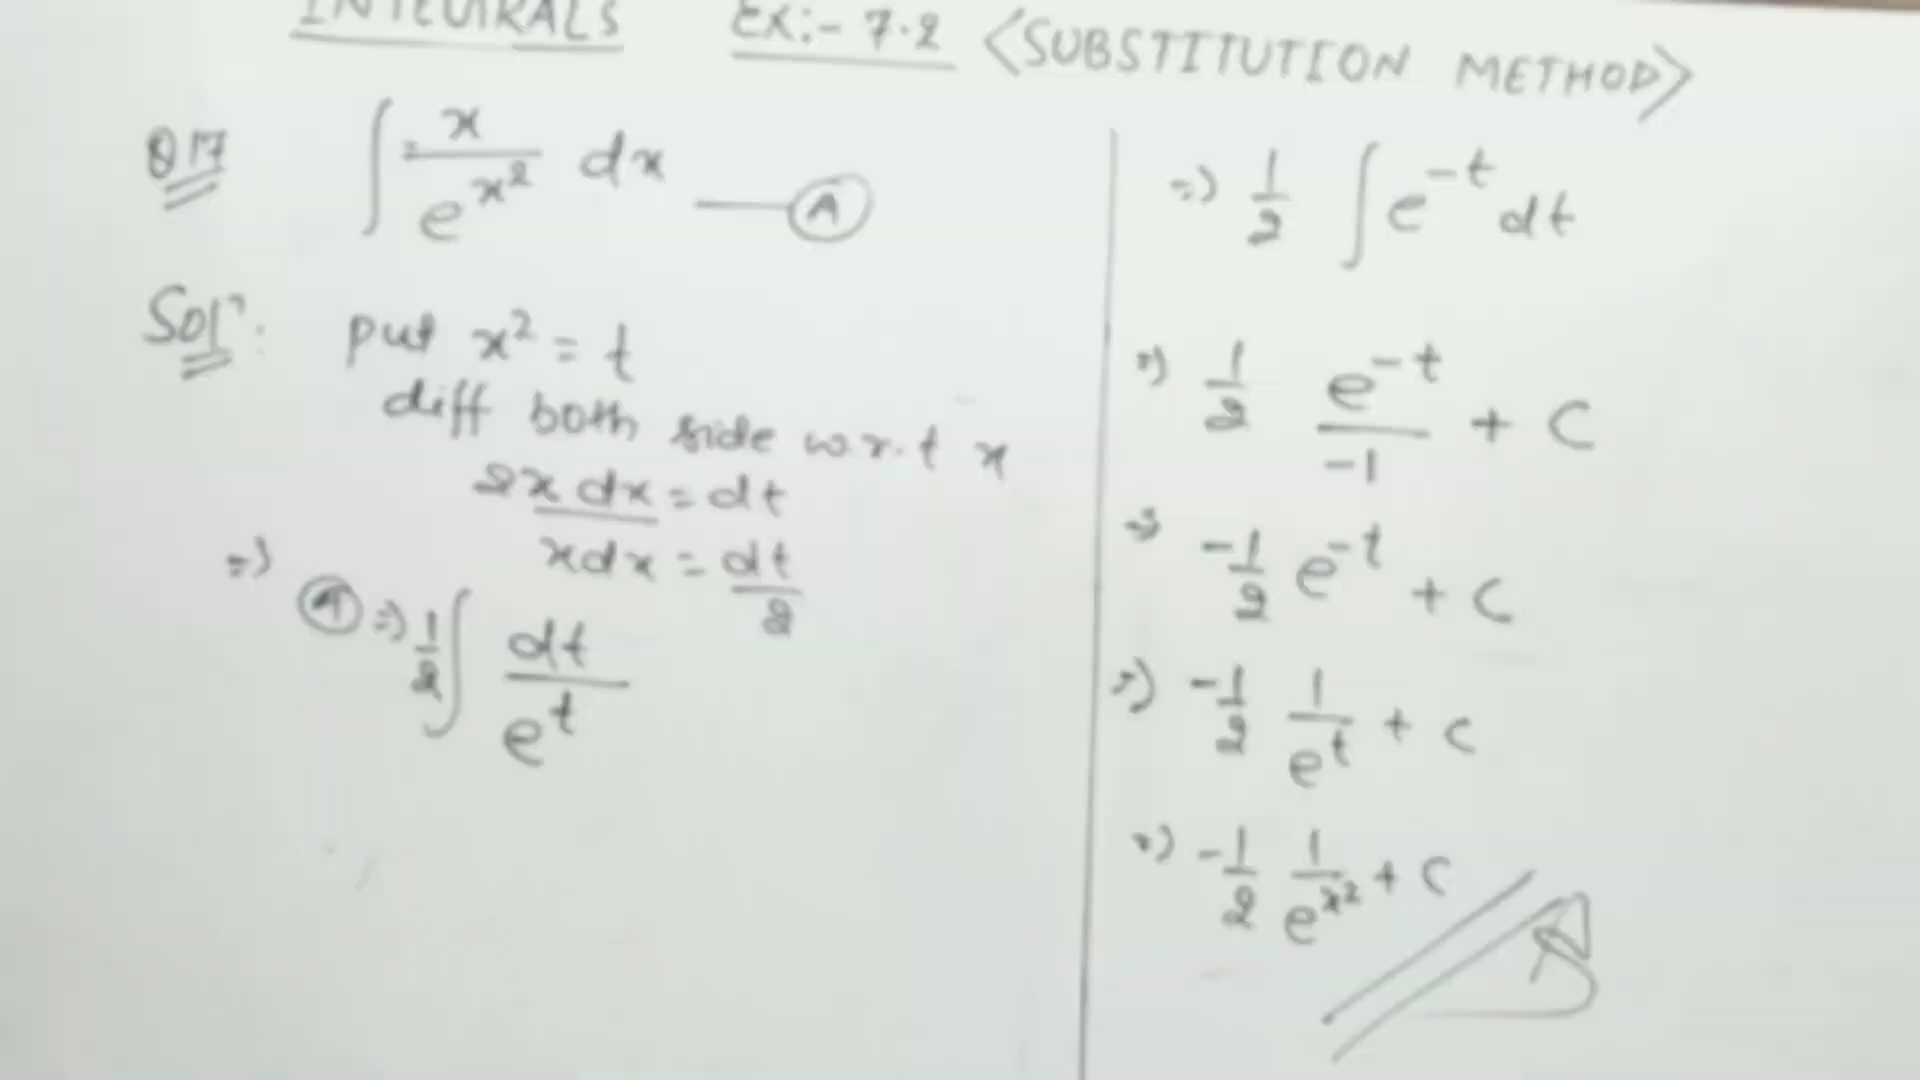 INTEGRALS EX:- 7.2 <SUBSTITUTION METHOD>
Q17 ∫ x/e^x² dx —(A)
Solⁿ: put x² = t
diff both side w.r.t x
2x dx = dt
=) x dx = dt/2
(A) =) 1/2 ∫ dt/e^t
=) 1/2 ∫ e^-t dt
=) 1/2 e^-t/-1 + C
=) -1/2 e^-t + C
=) -1/2 1/e^t + C
=) -1/2 1/e^x² + C